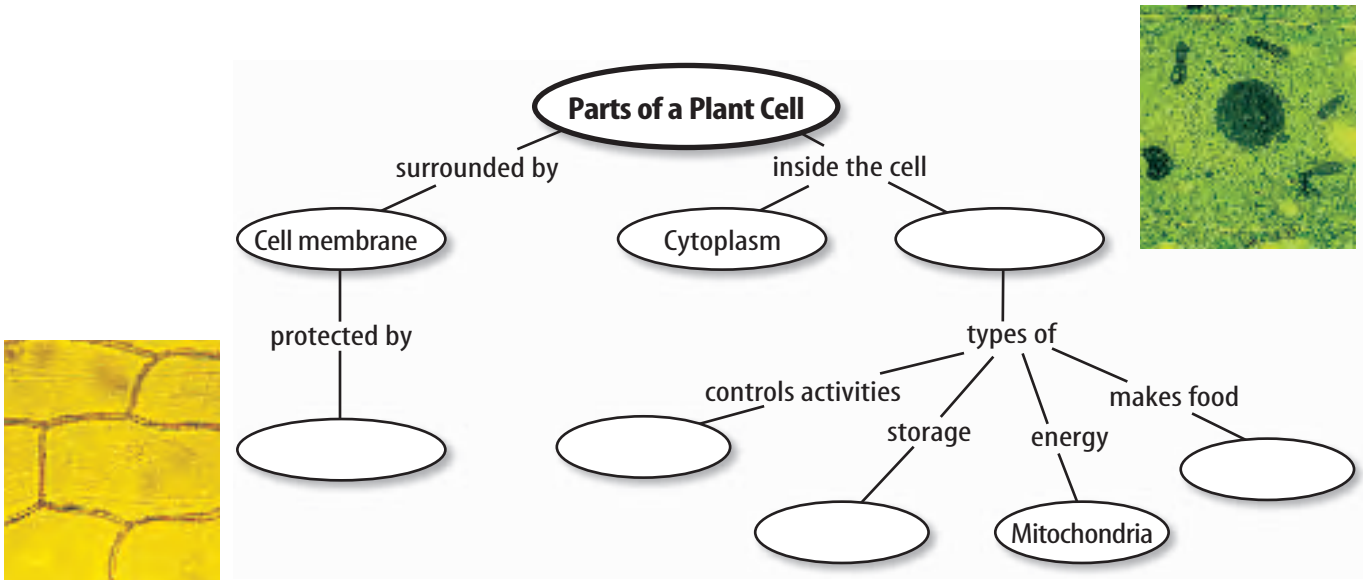 Parts of a Plant Cell
surrounded by
inside the cell
Cell membrane
Cytoplasm
protected by
types of
controls activities
makes food
storage
energy
Mitochondria